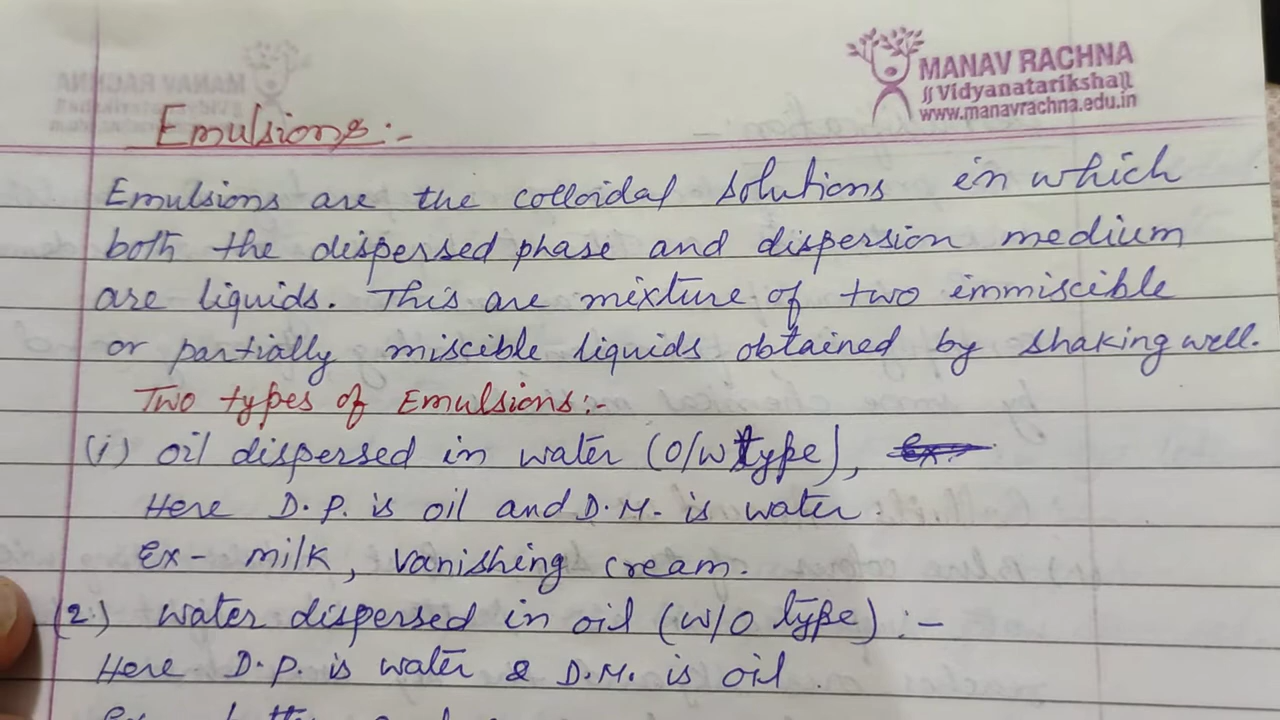 MANAV RACHNA
॥Vidyanatariksha॥
www.manavrachna.edu.in
Emulsions:-
Emulsions are the colloidal solutions in which
both the dispersed phase and dispersion medium
are liquids. This are mixture of two immiscible
or partially miscible liquids obtained by shaking well.
Two types of Emulsions:-
(i) oil dispersed in water (O/W type),
Here D.P. is oil and D.M. is water.
Ex- milk, vanishing cream.
(2.) water dispersed in oil (W/O type) :-
Here D.P. is water & D.M. is oil.